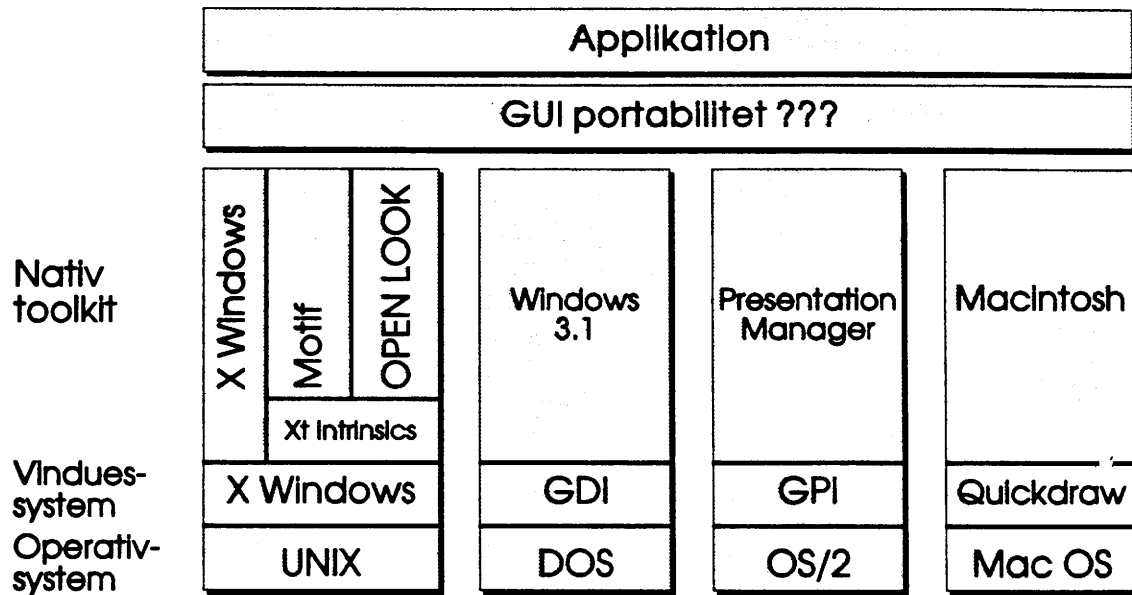 Applikation
GUI portabilitet ???
Nativ
toolkit
X Windows
Motif
OPEN LOOK
Xt intrinsics
Windows
3.1
Presentation
Manager
Macintosh
Vindues-
system
X Windows
GDI
GPI
Quickdraw
Operativ-
system
UNIX
DOS
OS/2
Mac OS